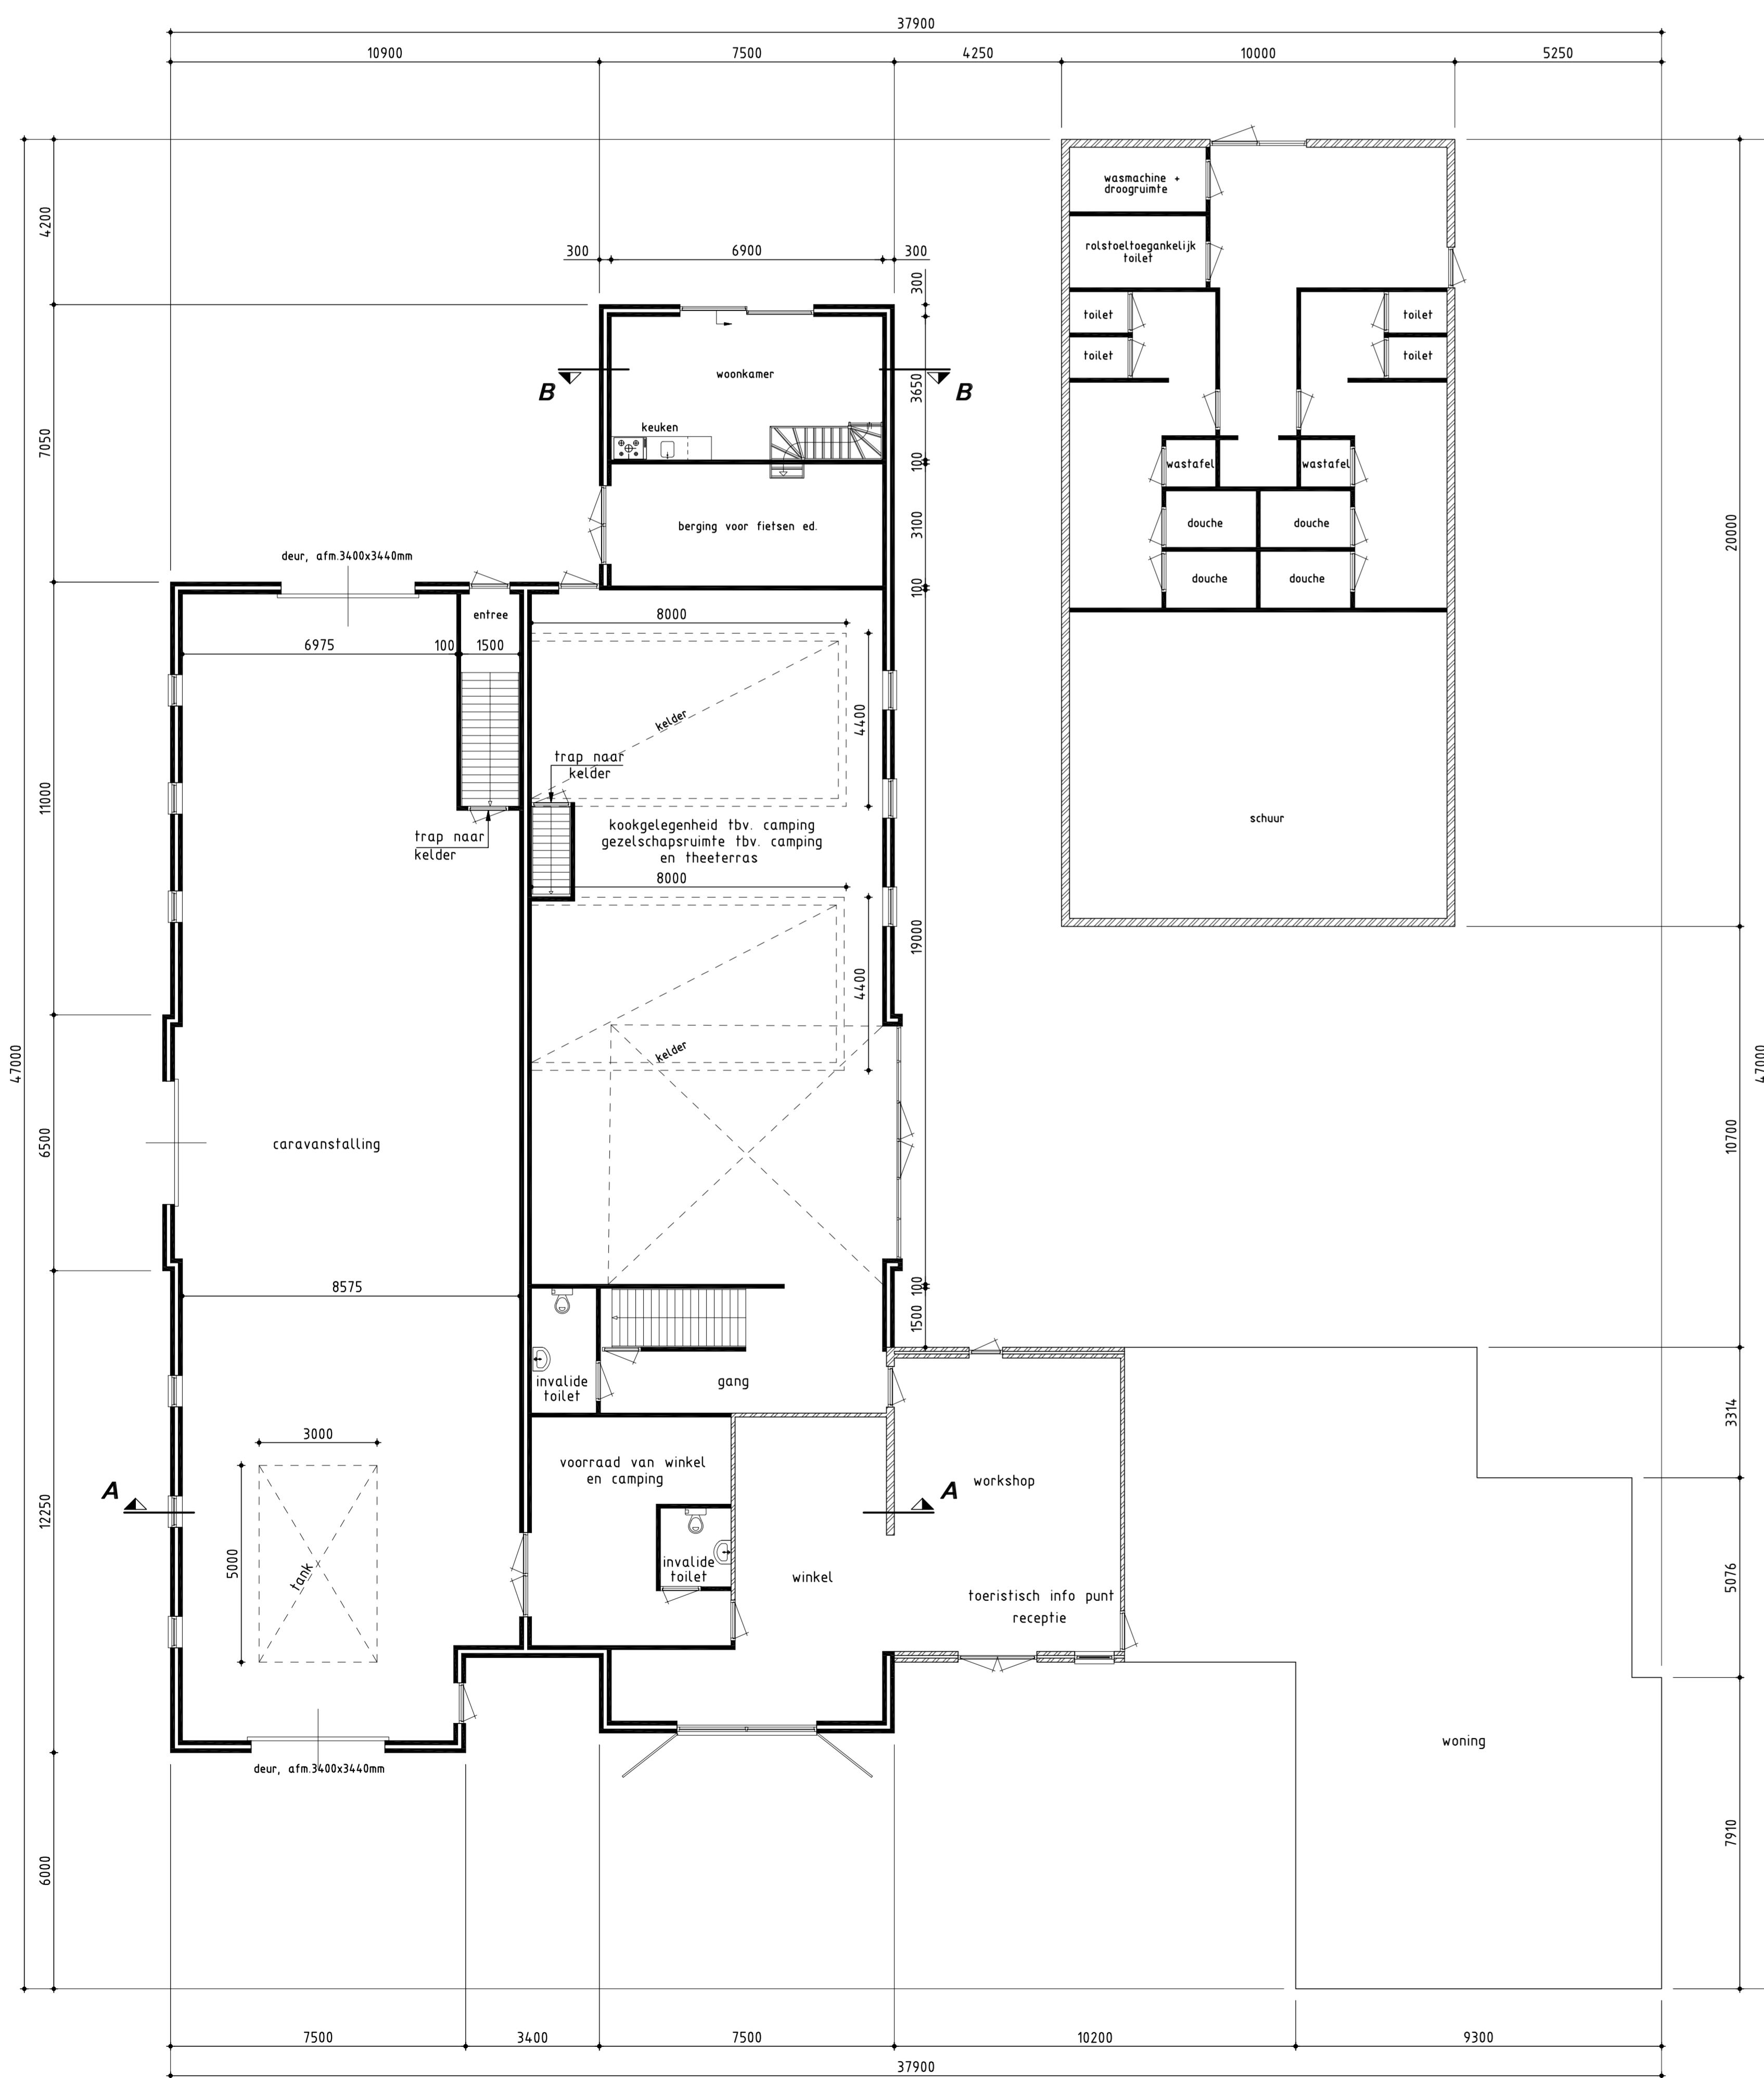 37900
10900 7500 4250 10000 5250
wasmachine +
droogruimte
4200
rolstoeltoegankelijk
toilet
300 6900 300
300
toilet toilet
toilet toilet
woonkamer
B B
3650
keuken
7050
100
wastafel wastafel
berging voor fietsen ed.
3100
douche douche
20000
deur, afm.3400x3440mm
douche douche
100
entree
8000
6975 100 1500
kelder
4400
trap naar
kelder
11000
schuur
trap naar
kelder
kookgelegenheid tbv. camping
gezelschapsruimte tbv. camping
en theeterras
8000
19000
4400
kelder
47000
47000
6500
caravanstalling
10700
8575
100
1500
invalide
toilet
gang
3314
3000
voorraad van winkel
en camping
workshop
A A
12250
5000
tank
invalide
toilet
winkel
5076
toeristisch info punt
receptie
woning
deur, afm.3400x3440mm
7910
6000
7500 3400 7500 10200 9300
37900